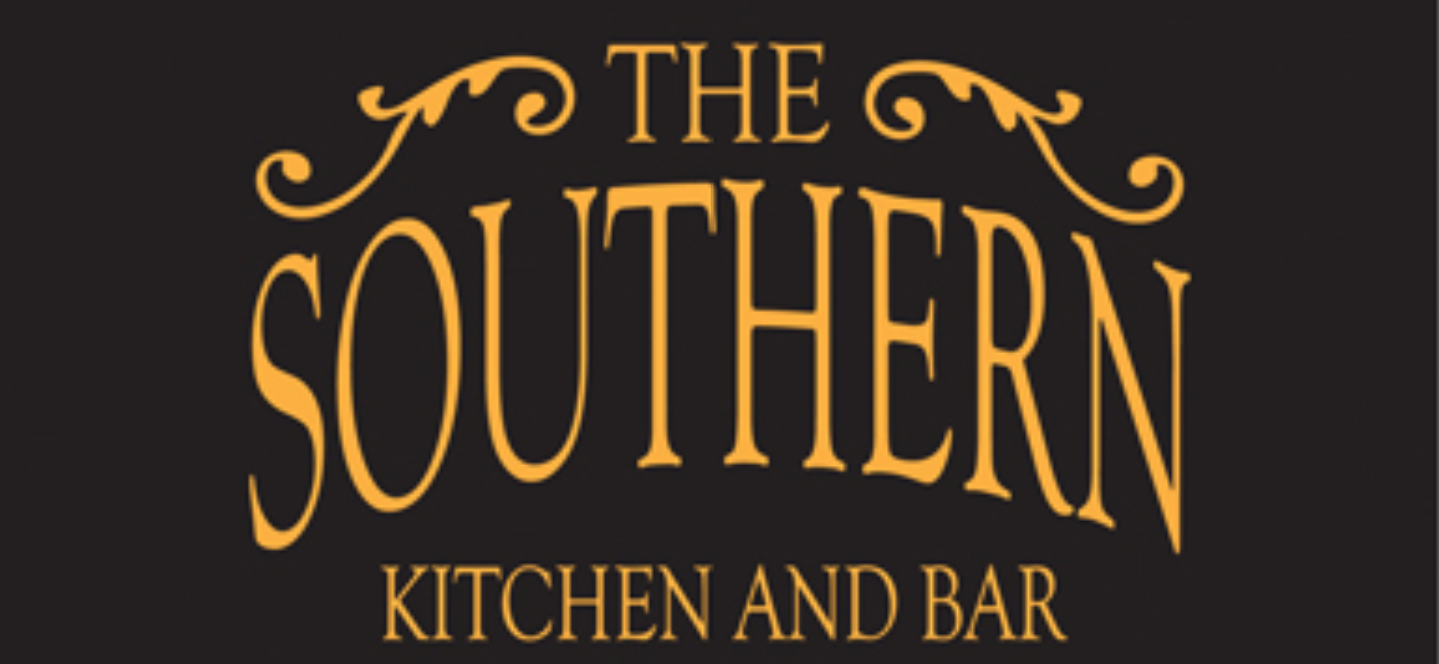 THE
SOUTHERN
KITCHEN AND BAR